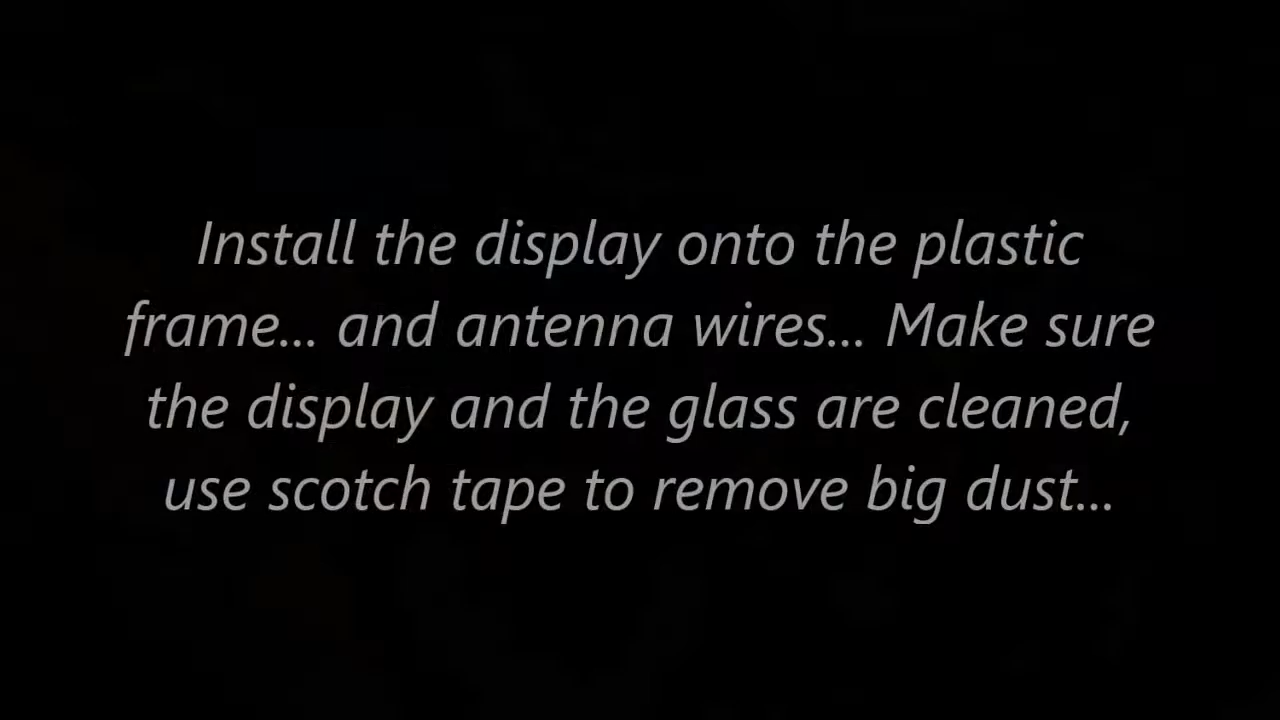 Install the display onto the plastic
frame... and antenna wires... Make sure
the display and the glass are cleaned,
use scotch tape to remove big dust...